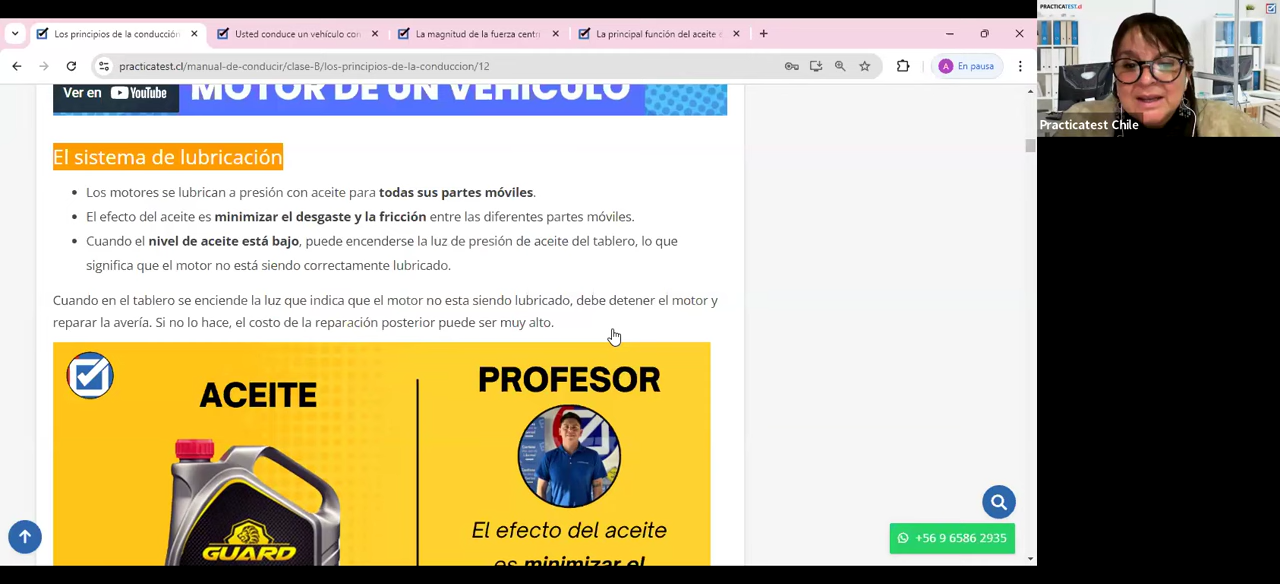 Los principios de la conducción
Usted conduce un vehículo con
La magnitud de la fuerza centrí
La principal función del aceite
practicatest.cl/manual-de-conducir/clase-B/los-principios-de-la-conduccion/12
A
En pausa
PRACTICATEST.cl
Practicatest Chile
Ver en YouTube
MOTOR DE UN VEHÍCULO
El sistema de lubricación
Los motores se lubrican a presión con aceite para todas sus partes móviles.
El efecto del aceite es minimizar el desgaste y la fricción entre las diferentes partes móviles.
Cuando el nivel de aceite está bajo, puede encenderse la luz de presión de aceite del tablero, lo que
significa que el motor no está siendo correctamente lubricado.
Cuando en el tablero se enciende la luz que indica que el motor no esta siendo lubricado, debe detener el motor y
reparar la avería. Si no lo hace, el costo de la reparación posterior puede ser muy alto.
ACEITE
GUARD
PROFESOR
El efecto del aceite
es minimizar el
+56 9 6586 2935